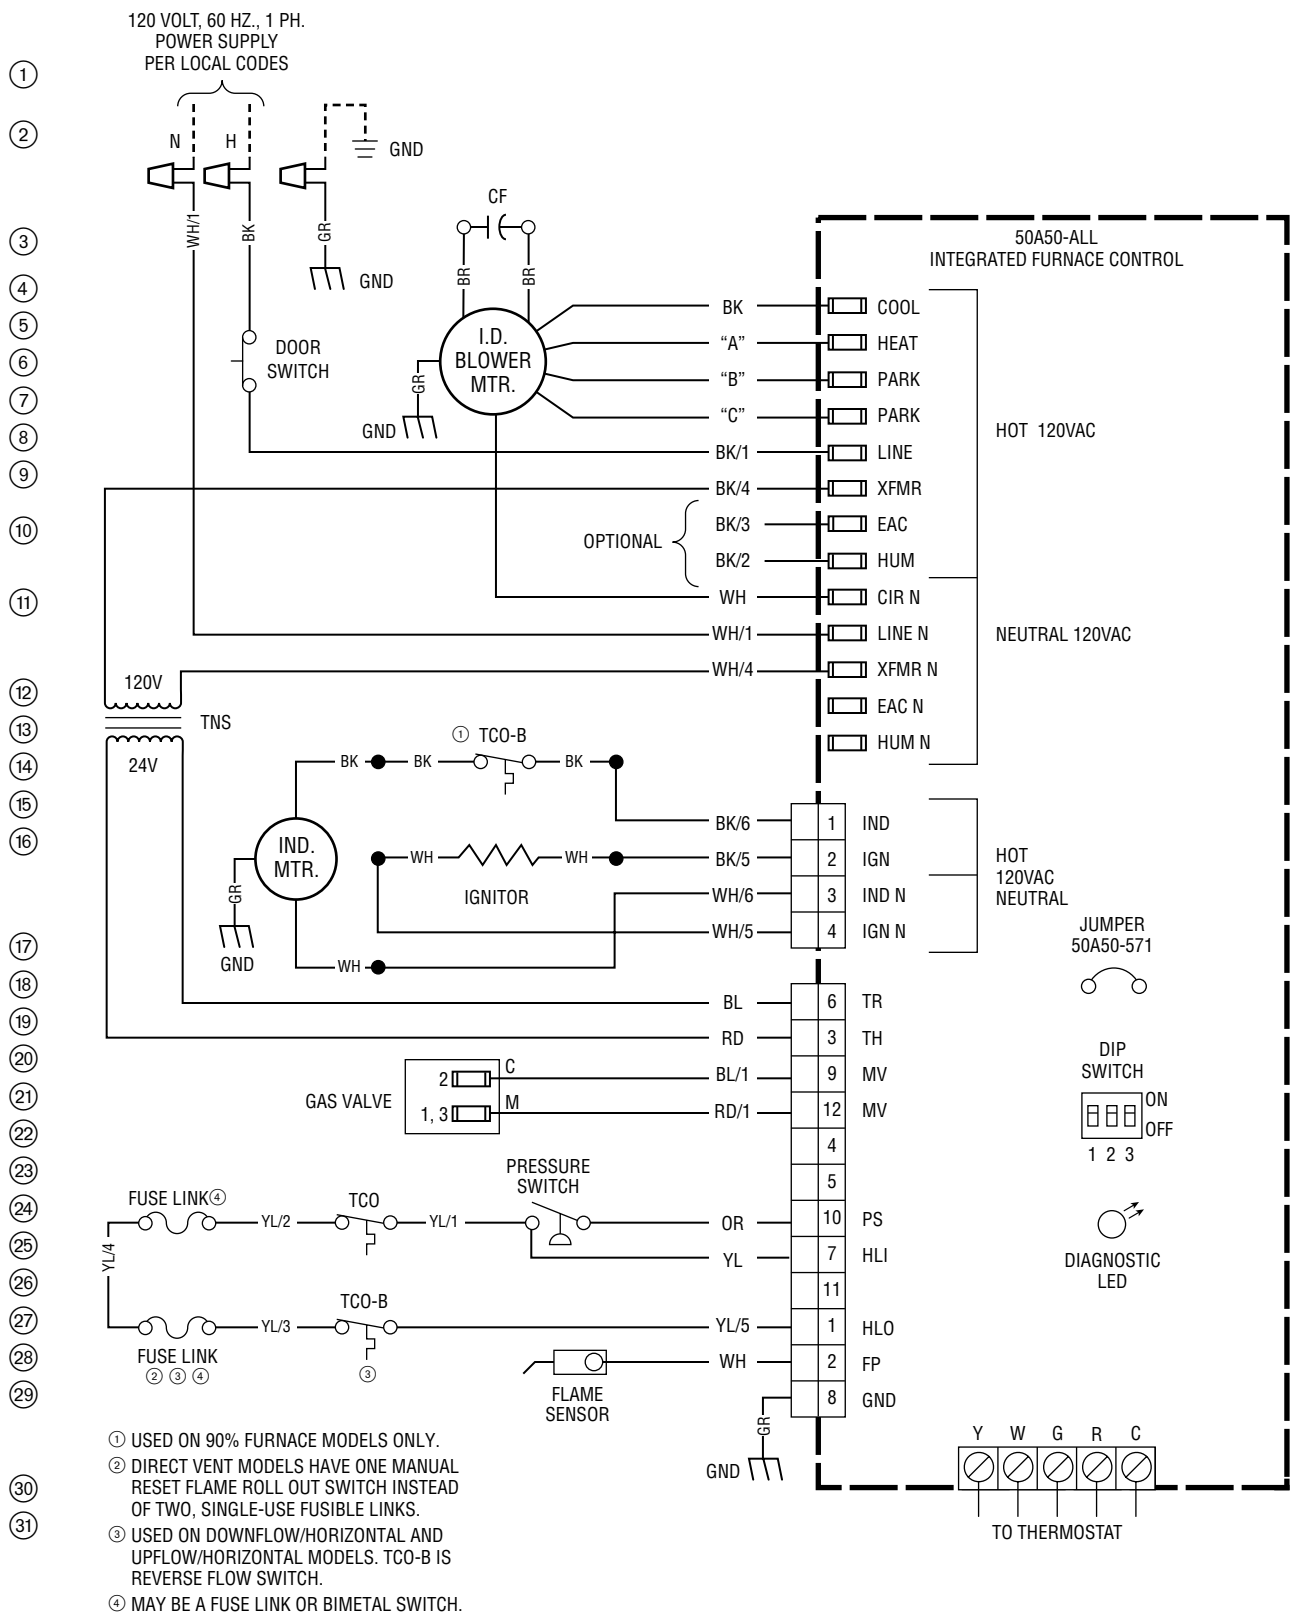 120 VOLT, 60 HZ., 1 PH.
POWER SUPPLY
PER LOCAL CODES
1
2
N
H
GND
WH/1
BK
GR
CF
3
50A50-ALL
INTEGRATED FURNACE CONTROL
GND
BR
BR
4
BK
COOL
5
DOOR
SWITCH
I.D.
BLOWER
MTR.
"A"
HEAT
6
GR
"B"
PARK
7
"C"
PARK
GND
HOT 120VAC
8
BK/1
LINE
9
BK/4
XFMR
10
OPTIONAL
BK/3
EAC
BK/2
HUM
11
WH
CIR N
WH/1
LINE N
NEUTRAL 120VAC
WH/4
XFMR N
12
120V
EAC N
13
TNS
1 TCO-B
HUM N
14
24V
BK
BK
BK
15
BK/6
1
IND
16
IND.
MTR.
WH
WH
BK/5
2
IGN
HOT
120VAC
NEUTRAL
GR
IGNITOR
WH/6
3
IND N
WH/5
4
IGN N
JUMPER
50A50-571
17
GND
WH
18
BL
6
TR
19
RD
3
TH
20
DIP
SWITCH
C
2
BL/1
9
MV
21
GAS VALVE
1, 3
M
RD/1
12
MV
ON
OFF
1 2 3
22
4
23
PRESSURE
SWITCH
5
24
FUSE LINK 4
TCO
YL/2
YL/1
OR
10
PS
25
YL/4
YL
7
HLI
DIAGNOSTIC
LED
26
11
27
TCO-B
YL/3
YL/5
1
HLO
28
FUSE LINK
2 3 4
3
WH
2
FP
29
FLAME
SENSOR
8
GND
GR
GND
Y W G R C
TO THERMOSTAT
30
31
1 USED ON 90% FURNACE MODELS ONLY.
2 DIRECT VENT MODELS HAVE ONE MANUAL
RESET FLAME ROLL OUT SWITCH INSTEAD
OF TWO, SINGLE-USE FUSIBLE LINKS.
3 USED ON DOWNFLOW/HORIZONTAL AND
UPFLOW/HORIZONTAL MODELS. TCO-B IS
REVERSE FLOW SWITCH.
4 MAY BE A FUSE LINK OR BIMETAL SWITCH.